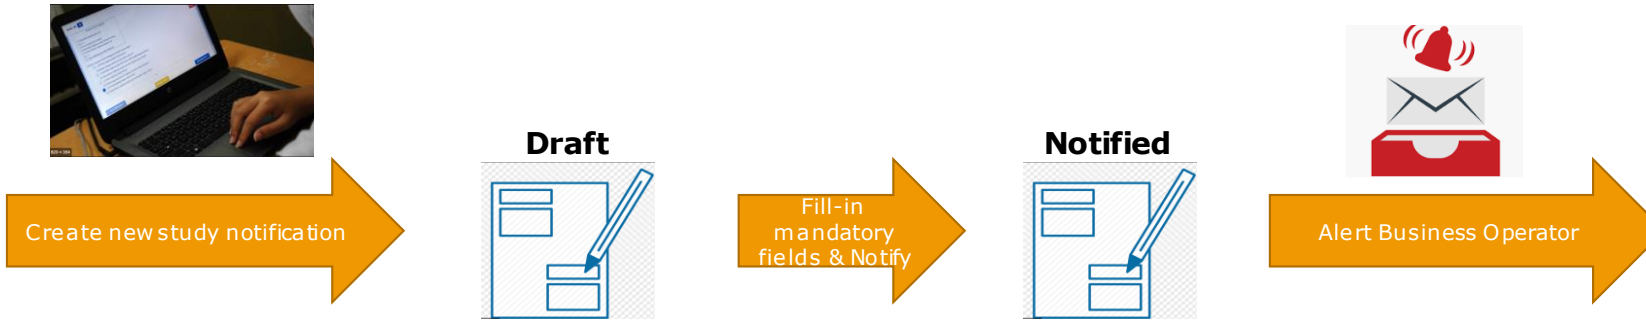 Create new study notification
Draft
Fill-in
mandatory
fields & Notify
Notified
Alert Business Operator